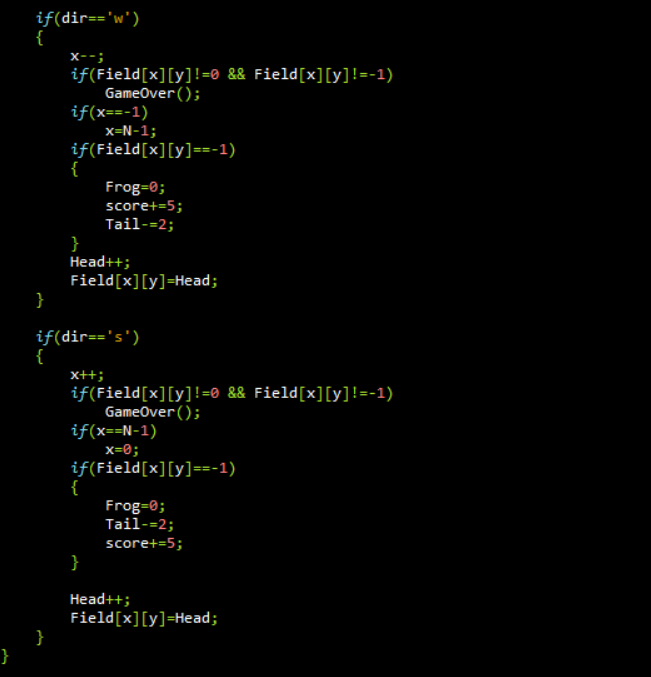 if(dir=='w')
{
x--;
if(Field[x][y]!=0 && Field[x][y]!=-1)
GameOver();
if(x==-1)
x=N-1;
if(Field[x][y]==-1)
{
Frog=0;
score+=5;
Tail-=2;
}
Head++;
Field[x][y]=Head;
}
if(dir=='s')
{
x++;
if(Field[x][y]!=0 && Field[x][y]!=-1)
GameOver();
if(x==N-1)
x=0;
if(Field[x][y]==-1)
{
Frog=0;
Tail-=2;
score+=5;
}
Head++;
Field[x][y]=Head;
}
}